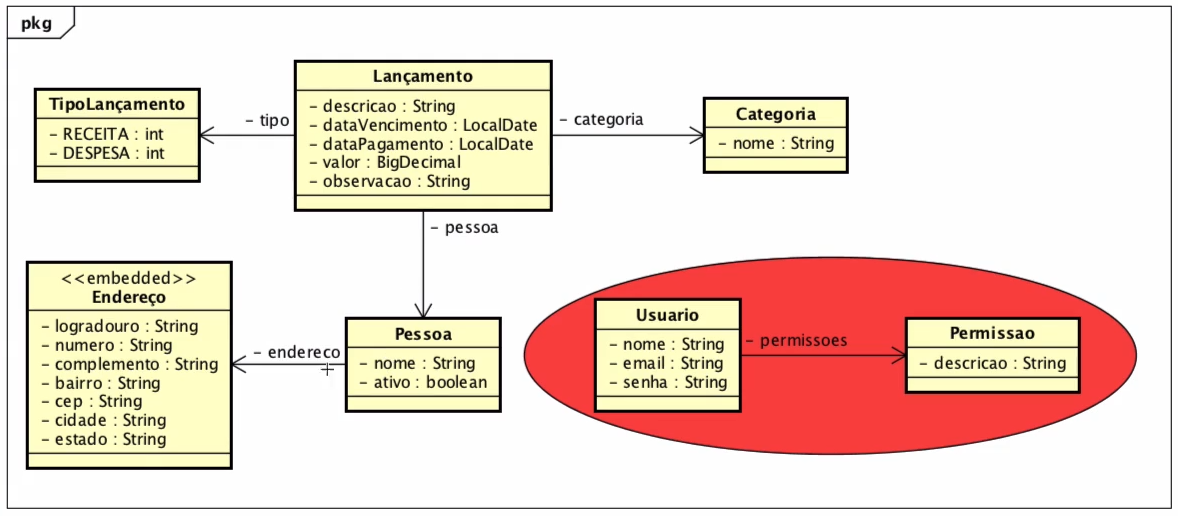 pkg
Lançamento
- descricao : String
- dataVencimento : LocalDate
- dataPagamento : LocalDate
- valor : BigDecimal
- observacao : String
TipoLançamento
- RECEITA : int
- DESPESA : int
- tipo
- categoria
Categoria
- nome : String
- pessoa
<<embedded>>
Endereço
- logradouro : String
- numero : String
- complemento : String
- bairro : String
- cep : String
- cidade : String
- estado : String
- endereco
Pessoa
- nome : String
- ativo : boolean
Usuario
- nome : String
- email : String
- senha : String
- permissoes
Permissao
- descricao : String